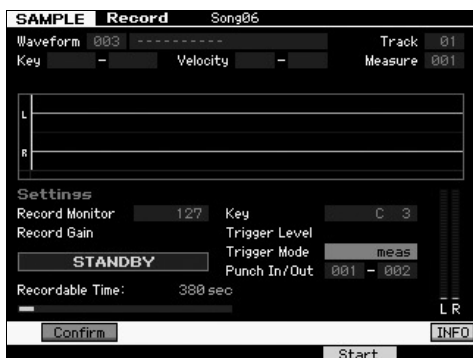 SAMPLE Record Song06
Waveform 003 ---------- Track 01
Key - Velocity - Measure 001
L
R
Settings
Record Monitor 127 Key C 3
Record Gain Trigger Level
Trigger Mode meas
STANDBY
Punch In/Out 001 - 002
Recordable Time: 380 sec
L R
Confirm INFO
Start